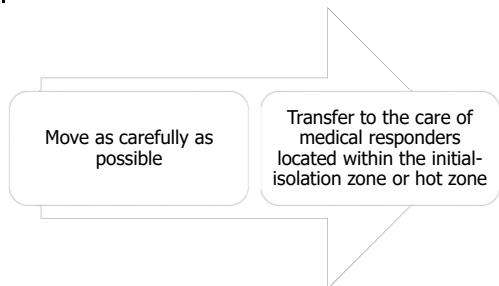 Move as carefully as
possible
Transfer to the care of
medical responders
located within the initial-
isolation zone or hot zone